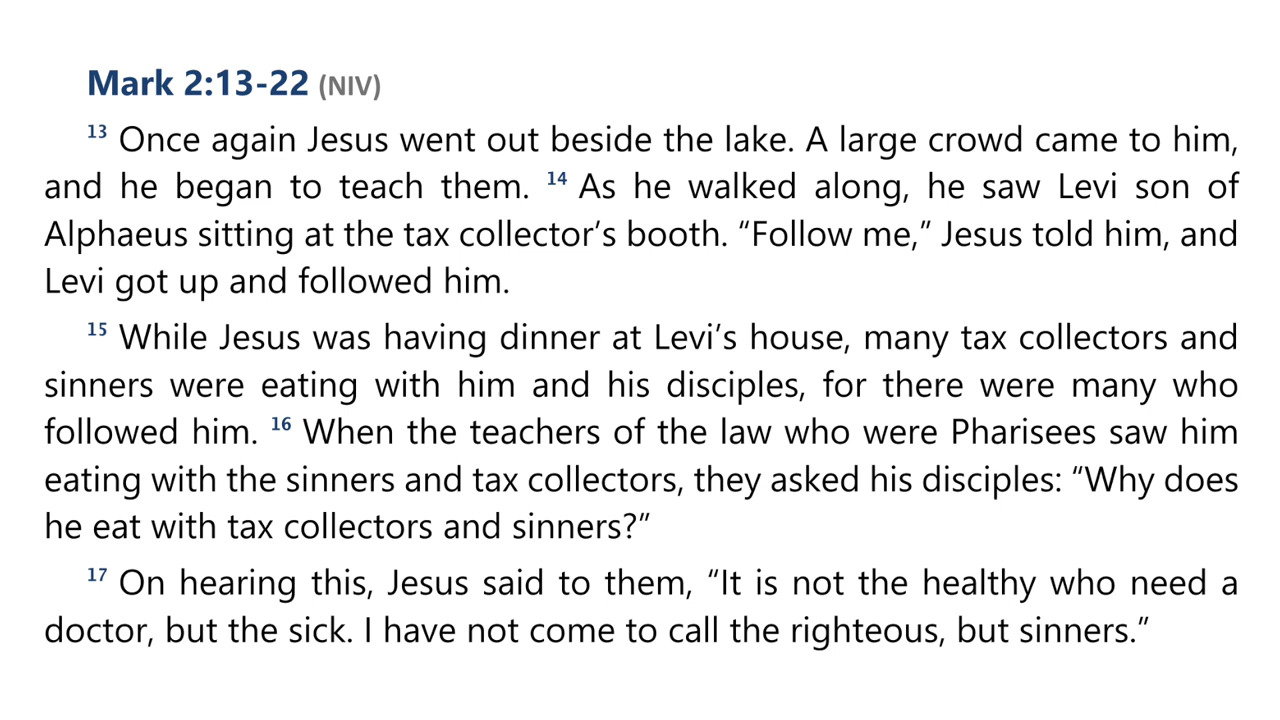 Mark 2:13-22 (NIV)
13 Once again Jesus went out beside the lake. A large crowd came to him,
and he began to teach them. 14 As he walked along, he saw Levi son of
Alphaeus sitting at the tax collector’s booth. “Follow me,” Jesus told him, and
Levi got up and followed him.
15 While Jesus was having dinner at Levi’s house, many tax collectors and
sinners were eating with him and his disciples, for there were many who
followed him. 16 When the teachers of the law who were Pharisees saw him
eating with the sinners and tax collectors, they asked his disciples: “Why does
he eat with tax collectors and sinners?”
17 On hearing this, Jesus said to them, “It is not the healthy who need a
doctor, but the sick. I have not come to call the righteous, but sinners.”